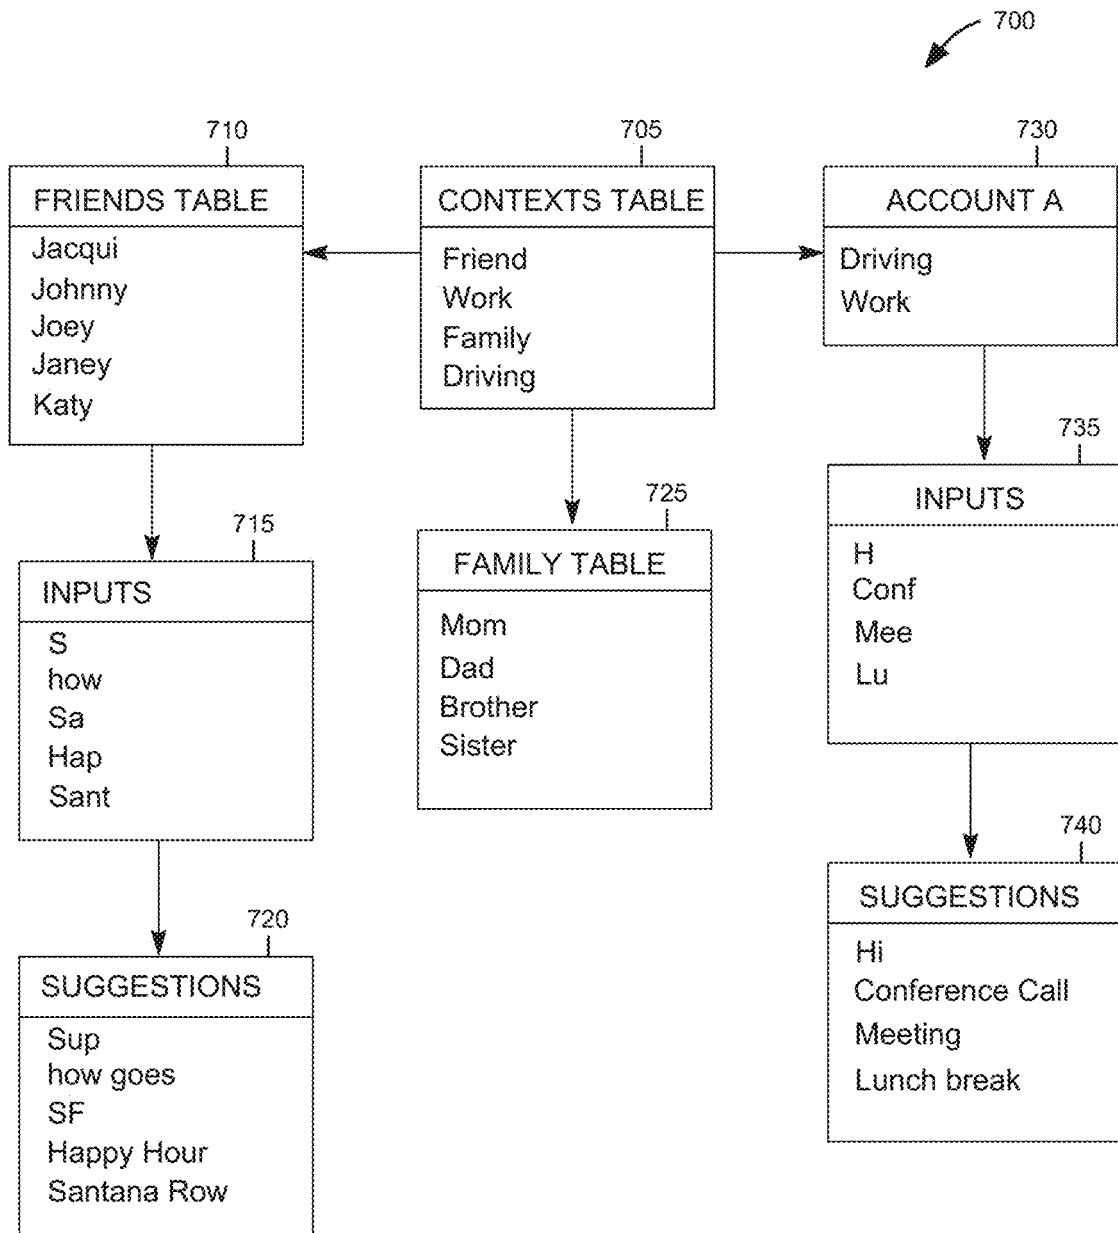 700
710
FRIENDS TABLE
Jacqui
Johnny
Joey
Janey
Katy
705
CONTEXTS TABLE
Friend
Work
Family
Driving
730
ACCOUNT A
Driving
Work
715
INPUTS
S
how
Sa
Hap
Sant
725
FAMILY TABLE
Mom
Dad
Brother
Sister
735
INPUTS
H
Conf
Mee
Lu
720
SUGGESTIONS
Sup
how goes
SF
Happy Hour
Santana Row
740
SUGGESTIONS
Hi
Conference Call
Meeting
Lunch break